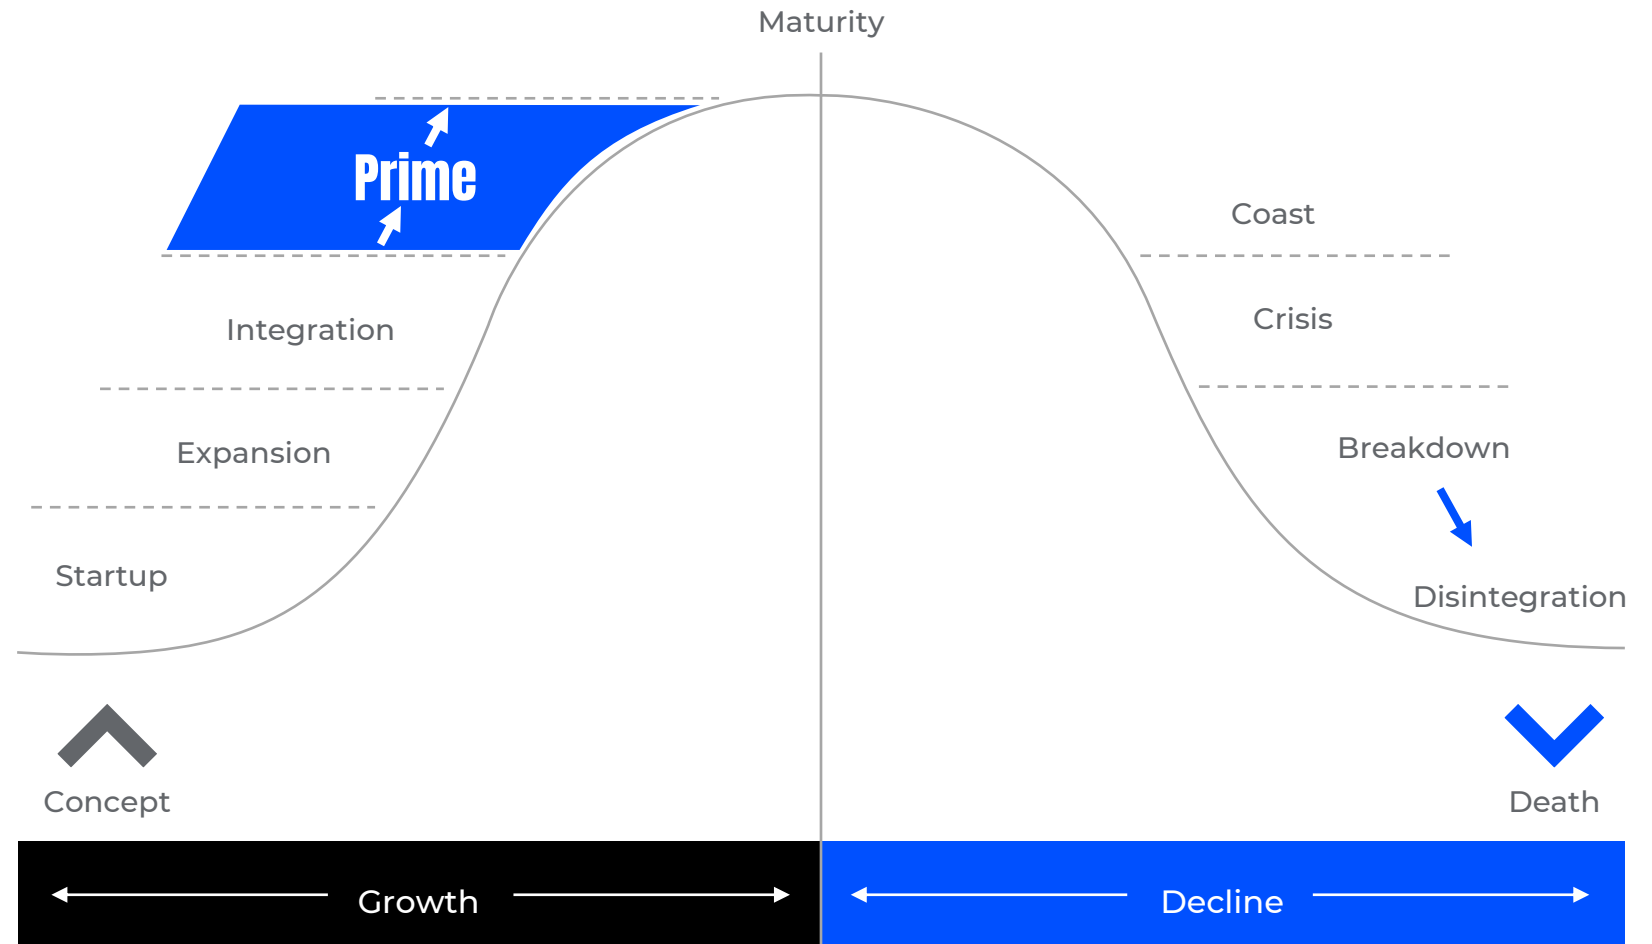 Maturity
Prime
Coast
Integration
Crisis
Expansion
Breakdown
Startup
Disintegration
Concept
Death
Growth
Decline